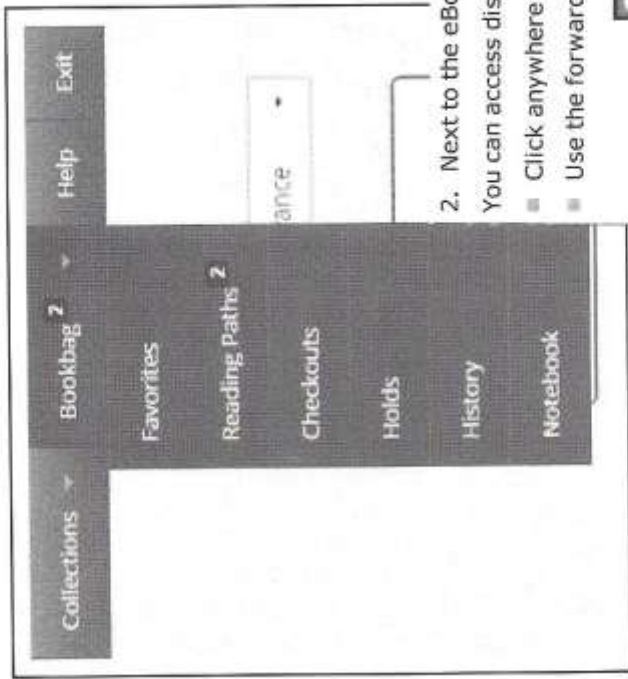 Collections Bookbag 2 Help Exit
Favorites
Reading Paths 2
Checkouts
Holds
History
Notebook
ance
2. Next to the eBo
You can access dis
Click anywhere
Use the forward